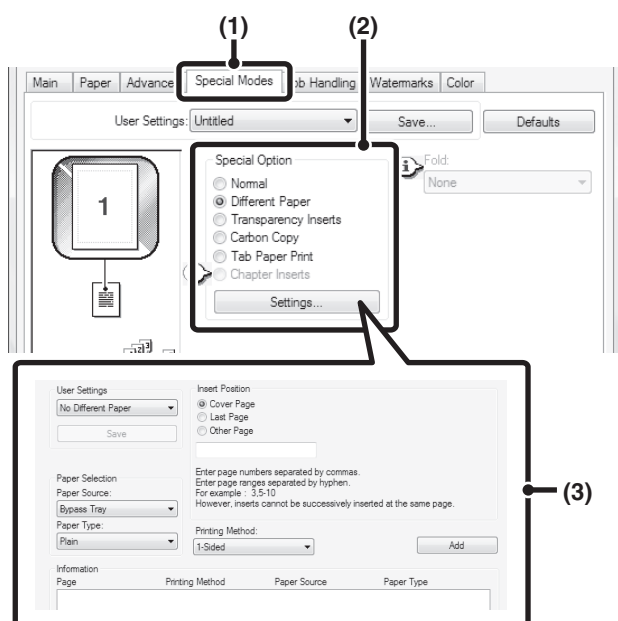 (1) (2)
Main Paper Advance Special Modes ob Handling Watermarks Color
User Settings: Untitled Save... Defaults
Special Option
Fold:
None
Normal
Different Paper
Transparency Inserts
Carbon Copy
Tab Paper Print
Chapter Inserts
Settings...
1
1 2 3
User Settings
No Different Paper
Save
Insert Position
Cover Page
Last Page
Other Page
Enter page numbers separated by commas.
Enter page ranges separated by hyphen.
For example : 3,5-10
However, inserts cannot be successively inserted at the same page.
Paper Selection
Paper Source:
Bypass Tray
Paper Type:
Plain
Printing Method:
1-Sided
Add
(3)
Information
Page Printing Method Paper Source Paper Type